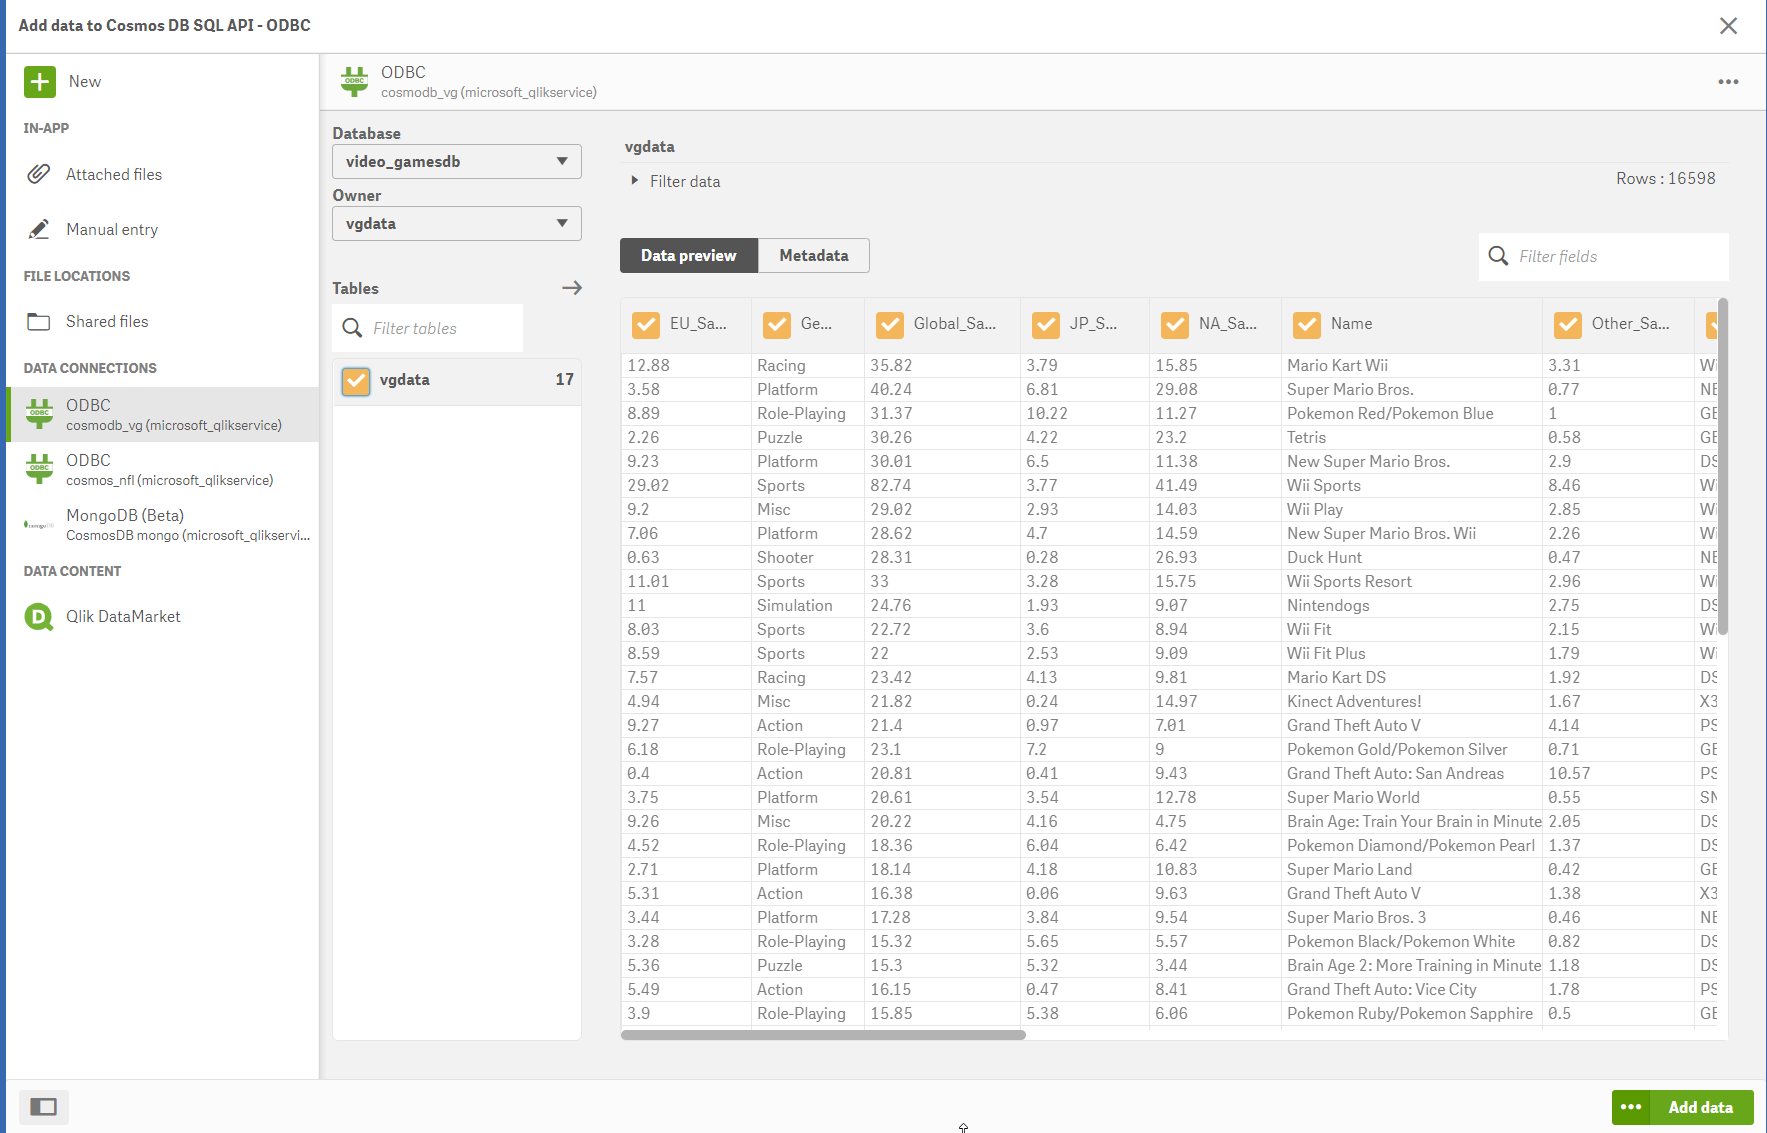 Add data to Cosmos DB SQL API - ODBC
New
IN-APP
Attached files
Manual entry
FILE LOCATIONS
Shared files
DATA CONNECTIONS
ODBC
cosmodb_vg (microsoft_qlikservice)
ODBC
cosmos_nfl (microsoft_qlikservice)
MongoDB (Beta)
CosmosDB mongo (microsoft_qlikservi...
DATA CONTENT
Qlik DataMarket
ODBC
cosmodb_vg (microsoft_qlikservice)
Database
video_gamesdb
Owner
vgdata
Tables
Filter tables
vgdata 17
vgdata
Filter data
Rows : 16598
Data preview Metadata
Filter fields
EU_Sa... Ge... Global_Sa... JP_S... NA_Sa... Name Other_Sa...
12.88 Racing 35.82 3.79 15.85 Mario Kart Wii 3.31 Wi
3.58 Platform 40.24 6.81 29.08 Super Mario Bros. 0.77 NE
8.89 Role-Playing 31.37 10.22 11.27 Pokemon Red/Pokemon Blue 1 GE
2.26 Puzzle 30.26 4.22 23.2 Tetris 0.58 GE
9.23 Platform 30.01 6.5 11.38 New Super Mario Bros. 2.9 DS
29.02 Sports 82.74 3.77 41.49 Wii Sports 8.46 Wi
9.2 Misc 29.02 2.93 14.03 Wii Play 2.85 Wi
7.06 Platform 28.62 4.7 14.59 New Super Mario Bros. Wii 2.26 Wi
0.63 Shooter 28.31 0.28 26.93 Duck Hunt 0.47 NE
11.01 Sports 33 3.28 15.75 Wii Sports Resort 2.96 Wi
11 Simulation 24.76 1.93 9.07 Nintendogs 2.75 DS
8.03 Sports 22.72 3.6 8.94 Wii Fit 2.15 Wi
8.59 Sports 22 2.53 9.09 Wii Fit Plus 1.79 Wi
7.57 Racing 23.42 4.13 9.81 Mario Kart DS 1.92 DS
4.94 Misc 21.82 0.24 14.97 Kinect Adventures! 1.67 X3
9.27 Action 21.4 0.97 7.01 Grand Theft Auto V 4.14 PS
6.18 Role-Playing 23.1 7.2 9 Pokemon Gold/Pokemon Silver 0.71 GE
0.4 Action 20.81 0.41 9.43 Grand Theft Auto: San Andreas 10.57 PS
3.75 Platform 20.61 3.54 12.78 Super Mario World 0.55 SN
9.26 Misc 20.22 4.16 4.75 Brain Age: Train Your Brain in Minute 2.05 DS
4.52 Role-Playing 18.36 6.04 6.42 Pokemon Diamond/Pokemon Pearl 1.37 DS
2.71 Platform 18.14 4.18 10.83 Super Mario Land 0.42 GE
5.31 Action 16.38 0.06 9.63 Grand Theft Auto V 1.38 X3
3.44 Platform 17.28 3.84 9.54 Super Mario Bros. 3 0.46 NE
3.28 Role-Playing 15.32 5.65 5.57 Pokemon Black/Pokemon White 0.82 DS
5.36 Puzzle 15.3 5.32 3.44 Brain Age 2: More Training in Minute 1.18 DS
5.49 Action 16.15 0.47 8.41 Grand Theft Auto: Vice City 1.78 PS
3.9 Role-Playing 15.85 5.38 6.06 Pokemon Ruby/Pokemon Sapphire 0.5 GE
Add data